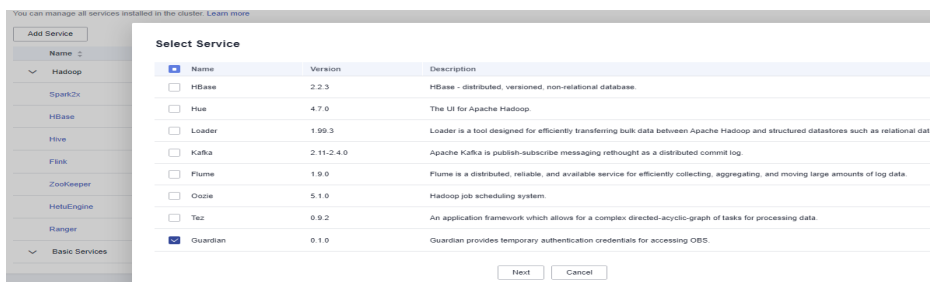 You can manage all services installed in the cluster. Learn more
Add Service
Name
Hadoop
Spark2x
HBase
Hive
Flink
ZooKeeper
HetuEngine
Ranger
Basic Services
Select Service
Name Version Description
HBase 2.2.3 HBase - distributed, versioned, non-relational database.
Hue 4.7.0 The UI for Apache Hadoop.
Loader 1.99.3 Loader is a tool designed for efficiently transferring bulk data between Apache Hadoop and structured datastores such as relational dat
Kafka 2.11-2.4.0 Apache Kafka is publish-subscribe messaging rethought as a distributed commit log.
Flume 1.9.0 Flume is a distributed, reliable, and available service for efficiently collecting, aggregating, and moving large amounts of log data.
Oozie 5.1.0 Hadoop job scheduling system.
Tez 0.9.2 An application framework which allows for a complex directed-acyclic-graph of tasks for processing data.
Guardian 0.1.0 Guardian provides temporary authentication credentials for accessing OBS.
Next Cancel